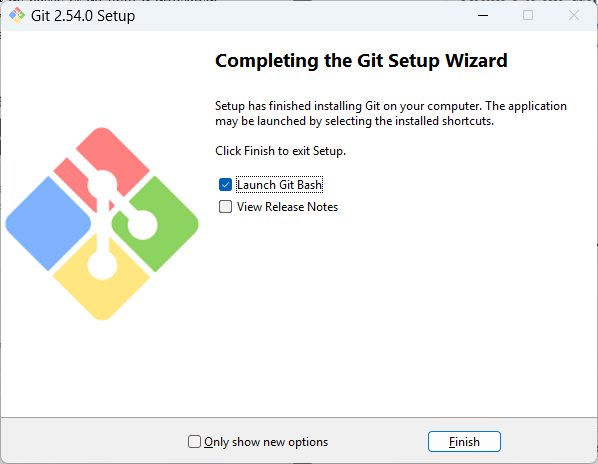 Git 2.54.0 Setup
Completing the Git Setup Wizard
Setup has finished installing Git on your computer. The application
may be launched by selecting the installed shortcuts.
Click Finish to exit Setup.
Launch Git Bash
View Release Notes
Only show new options
Finish